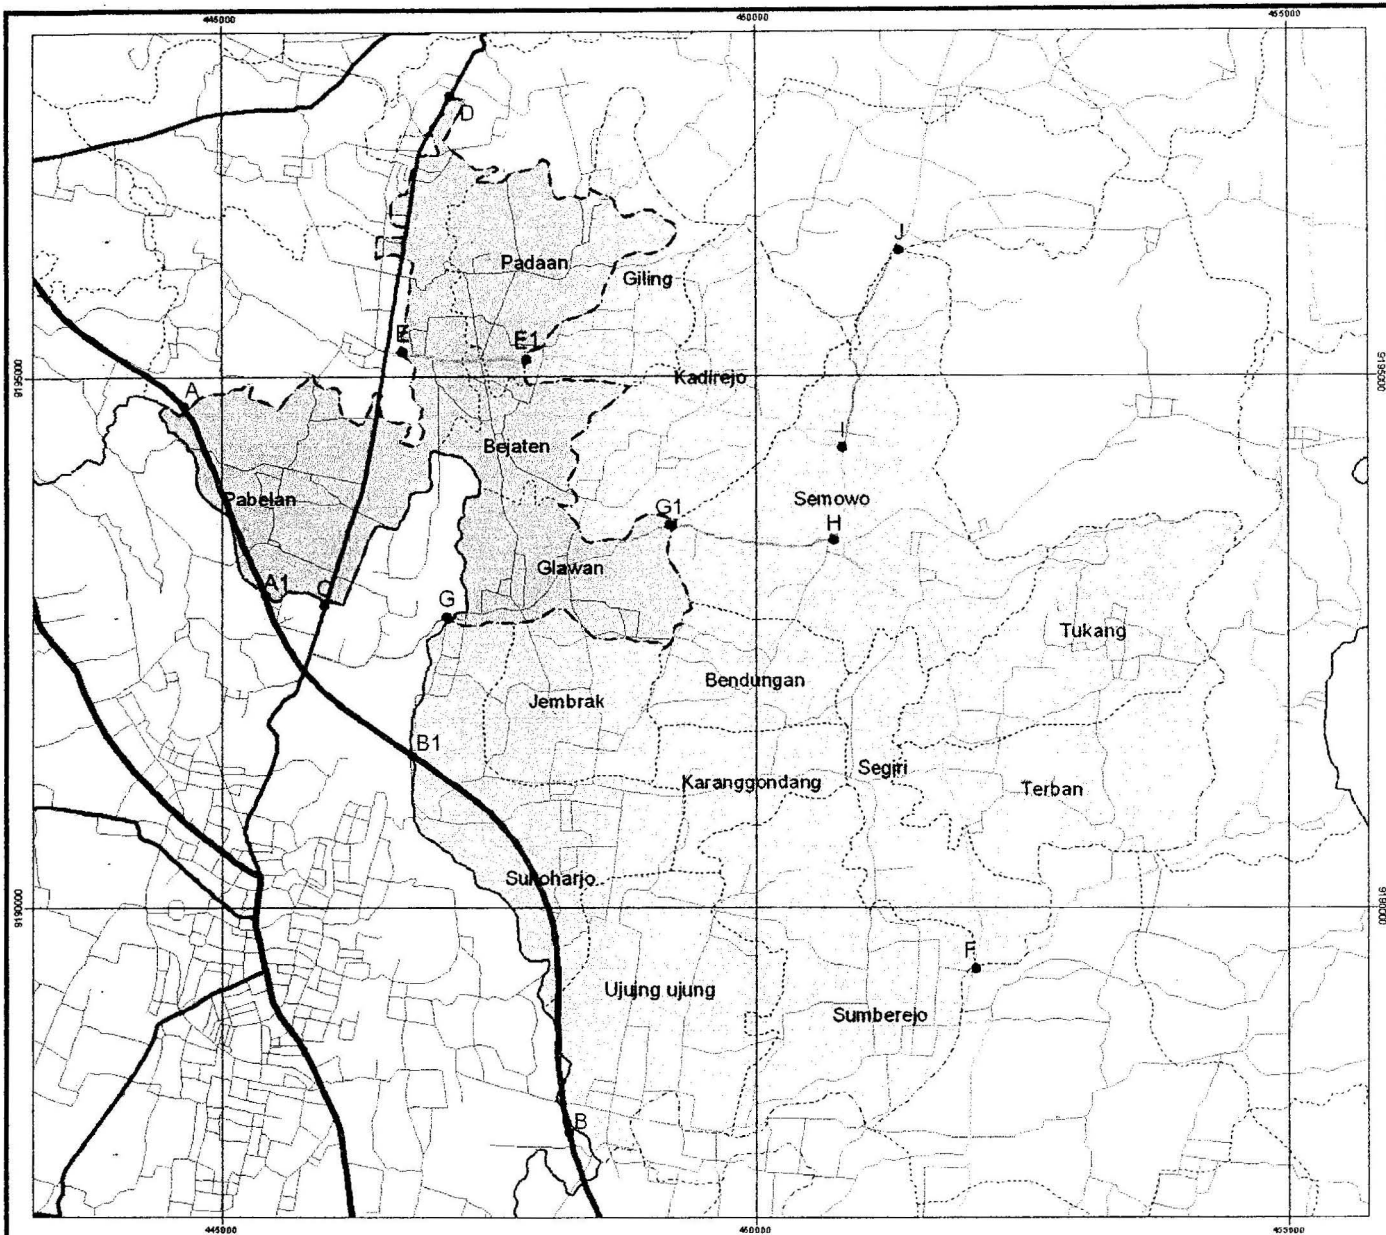 445000
450000
455000
D
J
Padaan
Giling
E
E1
9195000
9195000
Kadirejo
A
I
Bejaten
Pabelan
Semowo
G1
H
Glawan
A1
C
G
Tukang
Bendungan
Jembrak
B1
Segiri
Karanggondang
Terban
Sukoharjo
9190000
9190000
F
Ujung ujung
Sumberejo
B
445000
450000
455000